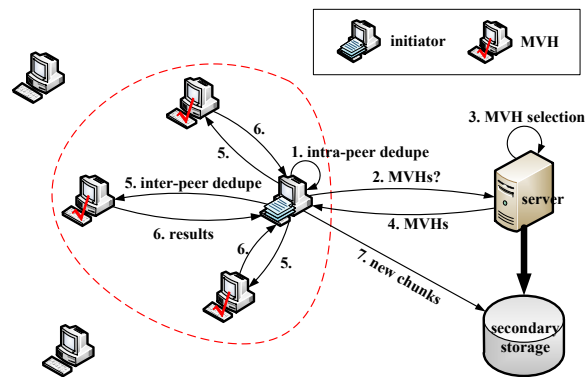 initiator
MVH
3. MVH selection
6.
5.
1. intra-peer dedupe
5. inter-peer dedupe
2. MVHs?
server
4. MVHs
6. results
6.
5.
7. new chunks
secondary
storage